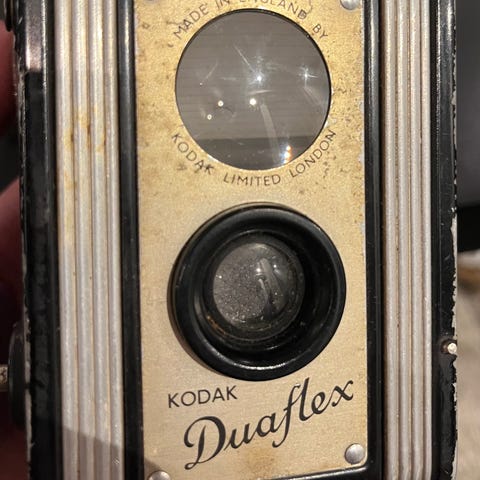 MADE IN ENGLAND BY
KODAK LIMITED LONDON
KODAK
Duaflex